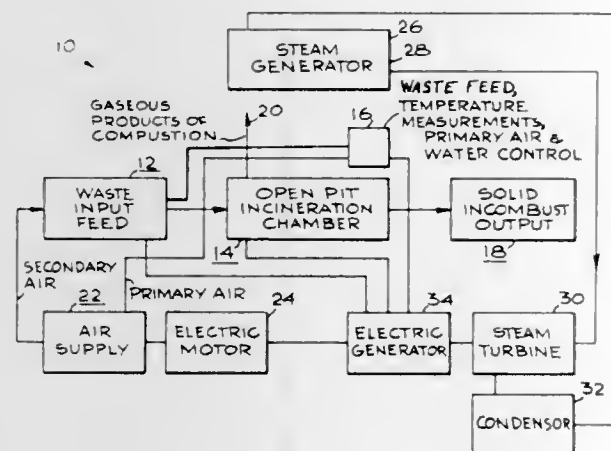 10
26
STEAM
GENERATOR
28
GASEOUS
PRODUCTS OF
COMPUSTION
20
16
WASTE FEED,
TEMPERATURE
MEASUREMENTS,
PRIMARY AIR &
WATER CONTROL
12
WASTE
INPUT FEED
OPEN PIT
INCINERATION
CHAMBER
14
SOLID
INCOMBUST
OUTPUT
18
SECONDARY
AIR
PRIMARY AIR
22
AIR
SUPPLY
24
ELECTRIC
MOTOR
34
ELECTRIC
GENERATOR
30
STEAM
TURBINE
32
CONDENSOR